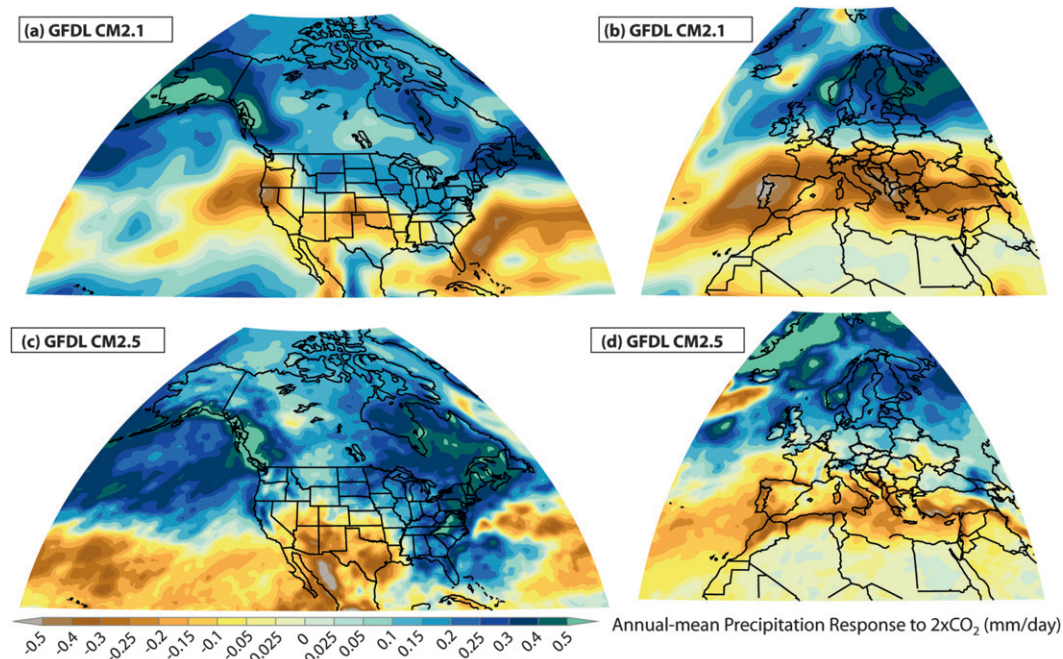 (a) GFDL CM2.1
(b) GFDL CM2.1
(c) GFDL CM2.5
(d) GFDL CM2.5
-0.5 -0.4 -0.3 -0.25 -0.2 -0.15 -0.1 -0.05 -0.025 0 0.025 0.05 0.1 0.15 0.2 0.25 0.3 0.4 0.5
Annual-mean Precipitation Response to 2xCO₂ (mm/day)